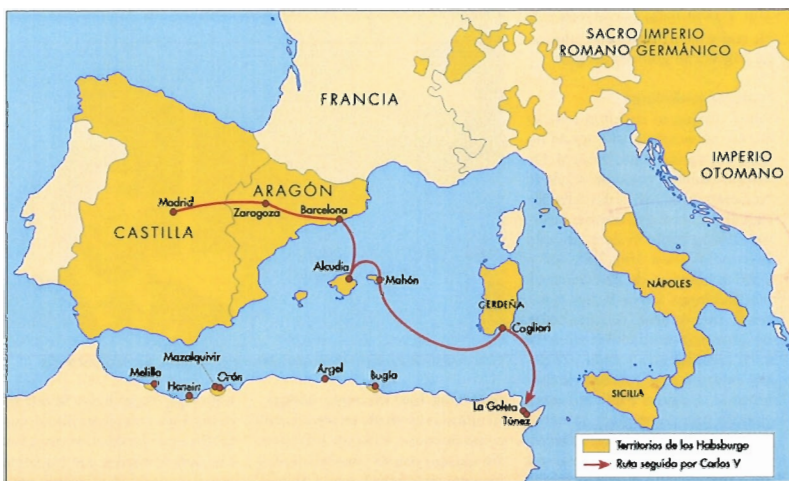 SACRO IMPERIO
ROMANO GERMÁNICO
FRANCIA
IMPERIO
OTOMANO
ARAGÓN
Madrid
Zaragoza
Barcelona
CASTILLA
Alcudia
Mahón
CERDEÑA
NÁPOLES
Cagliari
Mazalquivir
Melilla
Honein
Orán
Argel
Bugía
SICILIA
La Goleta
Túnez
Territorios de los Habsburgo
Ruta seguida por Carlos V